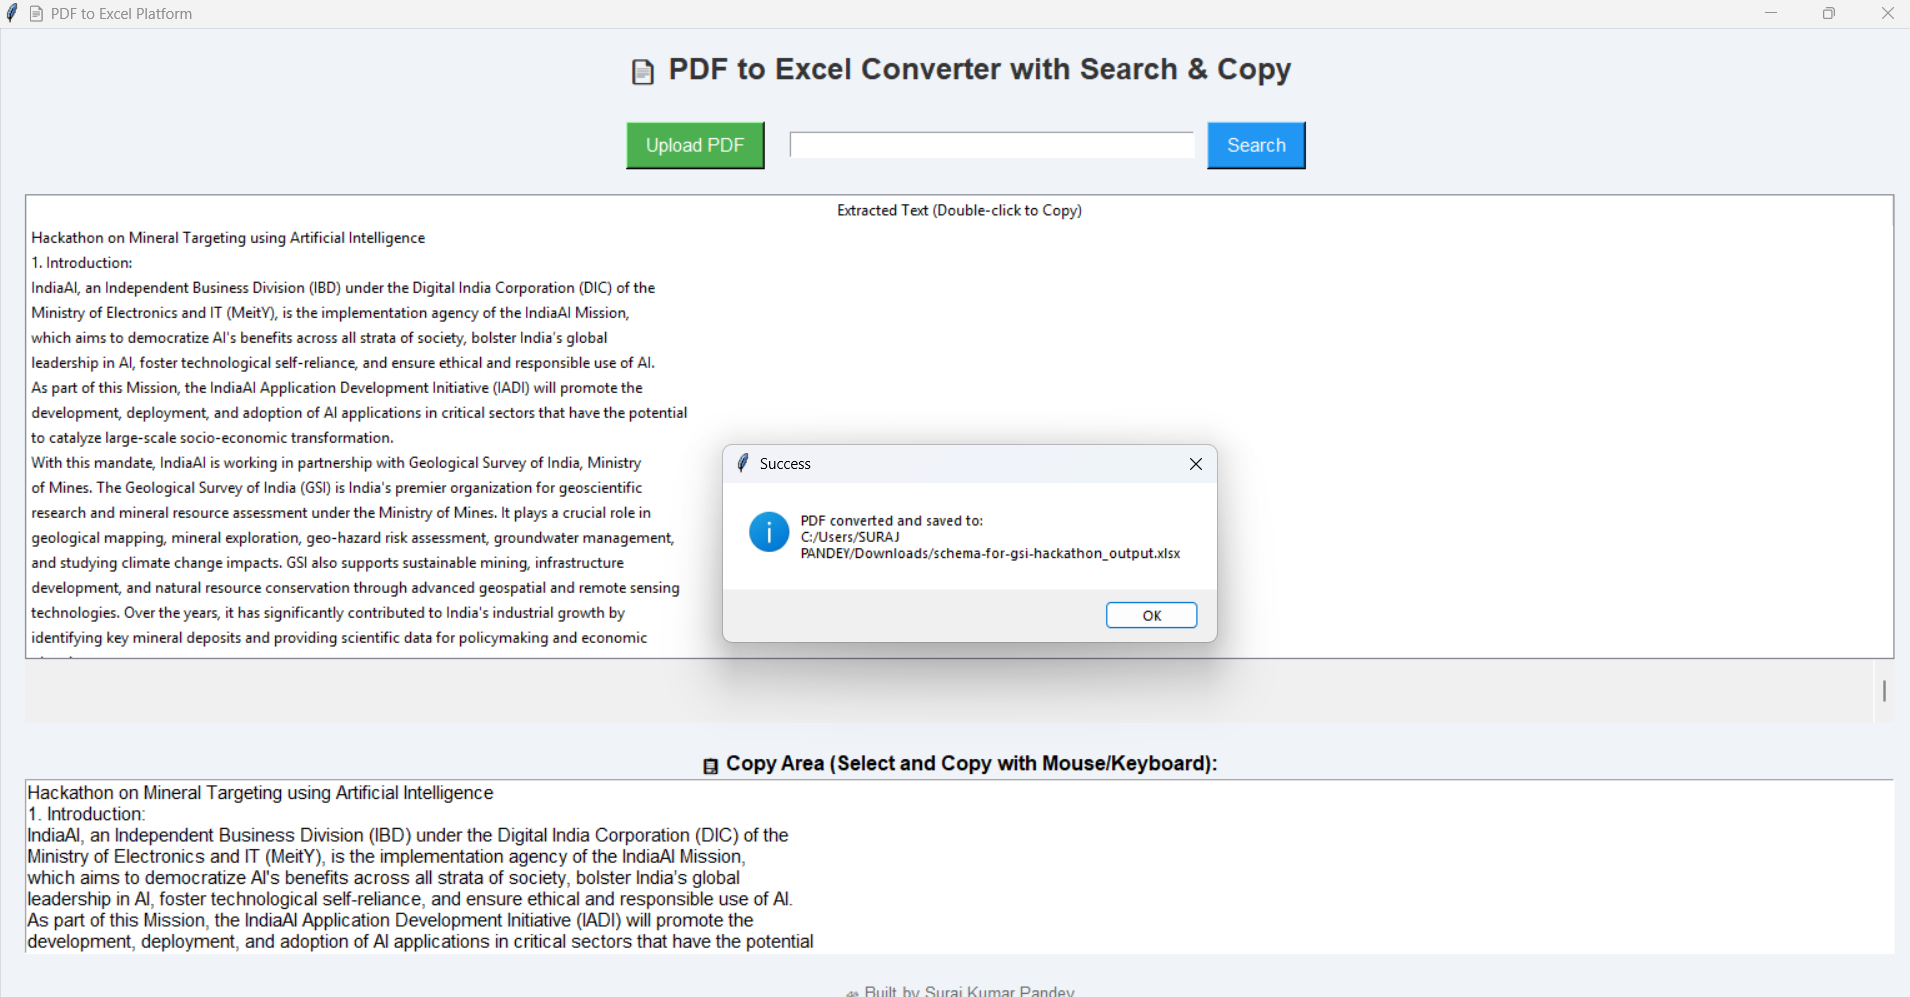 PDF to Excel Platform
PDF to Excel Converter with Search & Copy
Upload PDF
Search
Extracted Text (Double-click to Copy)
Hackathon on Mineral Targeting using Artificial Intelligence
1. Introduction:
IndiaAI, an Independent Business Division (IBD) under the Digital India Corporation (DIC) of the
Ministry of Electronics and IT (MeitY), is the implementation agency of the IndiaAI Mission,
which aims to democratize AI's benefits across all strata of society, bolster India's global
leadership in AI, foster technological self-reliance, and ensure ethical and responsible use of AI.
As part of this Mission, the IndiaAI Application Development Initiative (IADI) will promote the
development, deployment, and adoption of AI applications in critical sectors that have the potential
to catalyze large-scale socio-economic transformation.
With this mandate, IndiaAI is working in partnership with Geological Survey of India, Ministry
of Mines. The Geological Survey of India (GSI) is India's premier organization for geoscientific
research and mineral resource assessment under the Ministry of Mines. It plays a crucial role in
geological mapping, mineral exploration, geo-hazard risk assessment, groundwater management,
and studying climate change impacts. GSI also supports sustainable mining, infrastructure
development, and natural resource conservation through advanced geospatial and remote sensing
technologies. Over the years, it has significantly contributed to India's industrial growth by
identifying key mineral deposits and providing scientific data for policymaking and economic
Success
PDF converted and saved to:
C:/Users/SURAJ
PANDEY/Downloads/schema-for-gsi-hackathon_output.xlsx
OK
Copy Area (Select and Copy with Mouse/Keyboard):
Hackathon on Mineral Targeting using Artificial Intelligence
1. Introduction:
IndiaAI, an Independent Business Division (IBD) under the Digital India Corporation (DIC) of the
Ministry of Electronics and IT (MeitY), is the implementation agency of the IndiaAI Mission,
which aims to democratize AI's benefits across all strata of society, bolster India's global
leadership in AI, foster technological self-reliance, and ensure ethical and responsible use of AI.
As part of this Mission, the IndiaAI Application Development Initiative (IADI) will promote the
development, deployment, and adoption of AI applications in critical sectors that have the potential
Built by Suraj Kumar Pandey